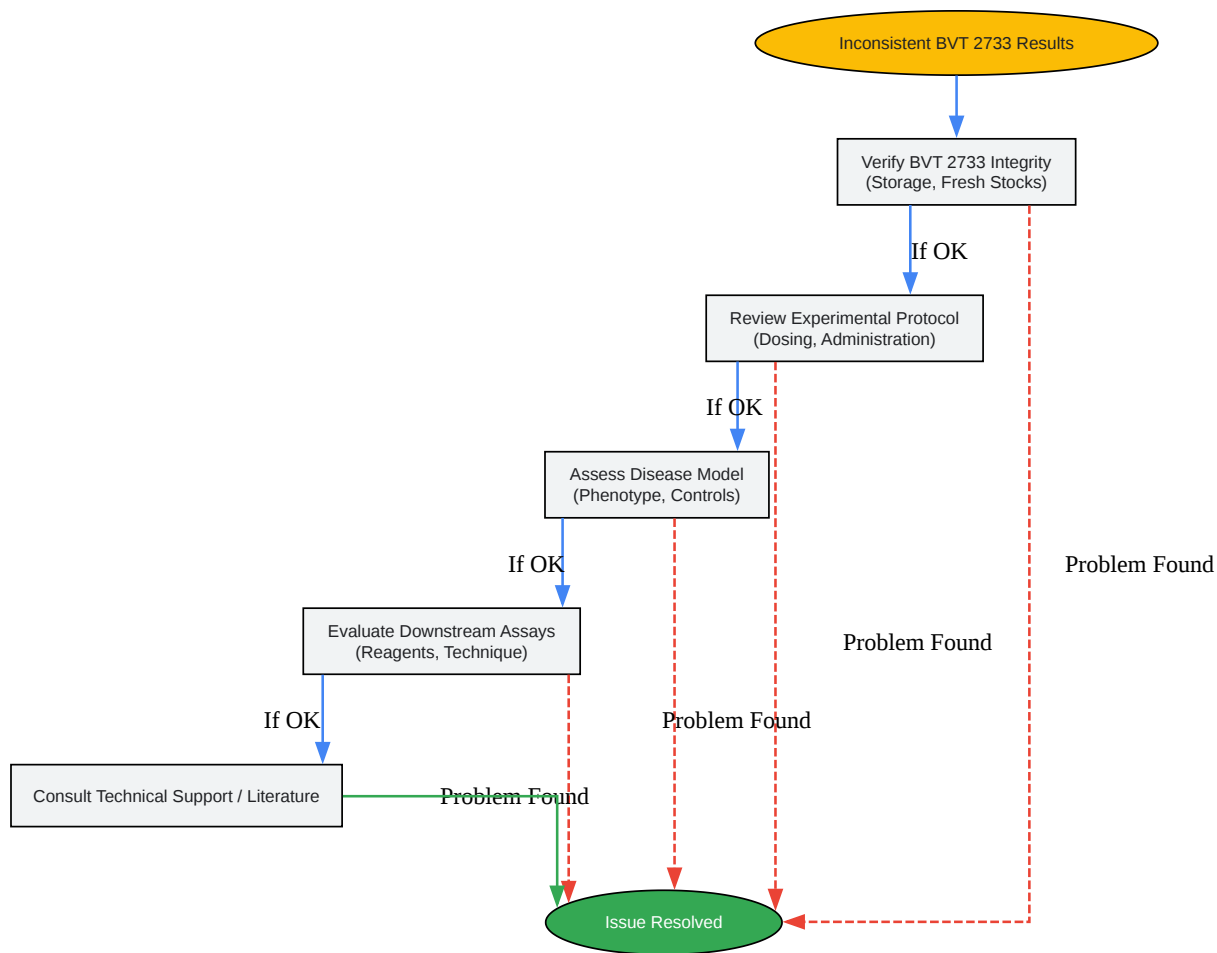 Inconsistent BVT 2733 Results
Verify BVT 2733 Integrity
(Storage, Fresh Stocks)
If OK
Review Experimental Protocol
(Dosing, Administration)
If OK
Assess Disease Model
(Phenotype, Controls)
If OK
Problem Found
Evaluate Downstream Assays
(Reagents, Technique)
Problem Found
If OK
Problem Found
Consult Technical Support / Literature
Problem Found
Issue Resolved